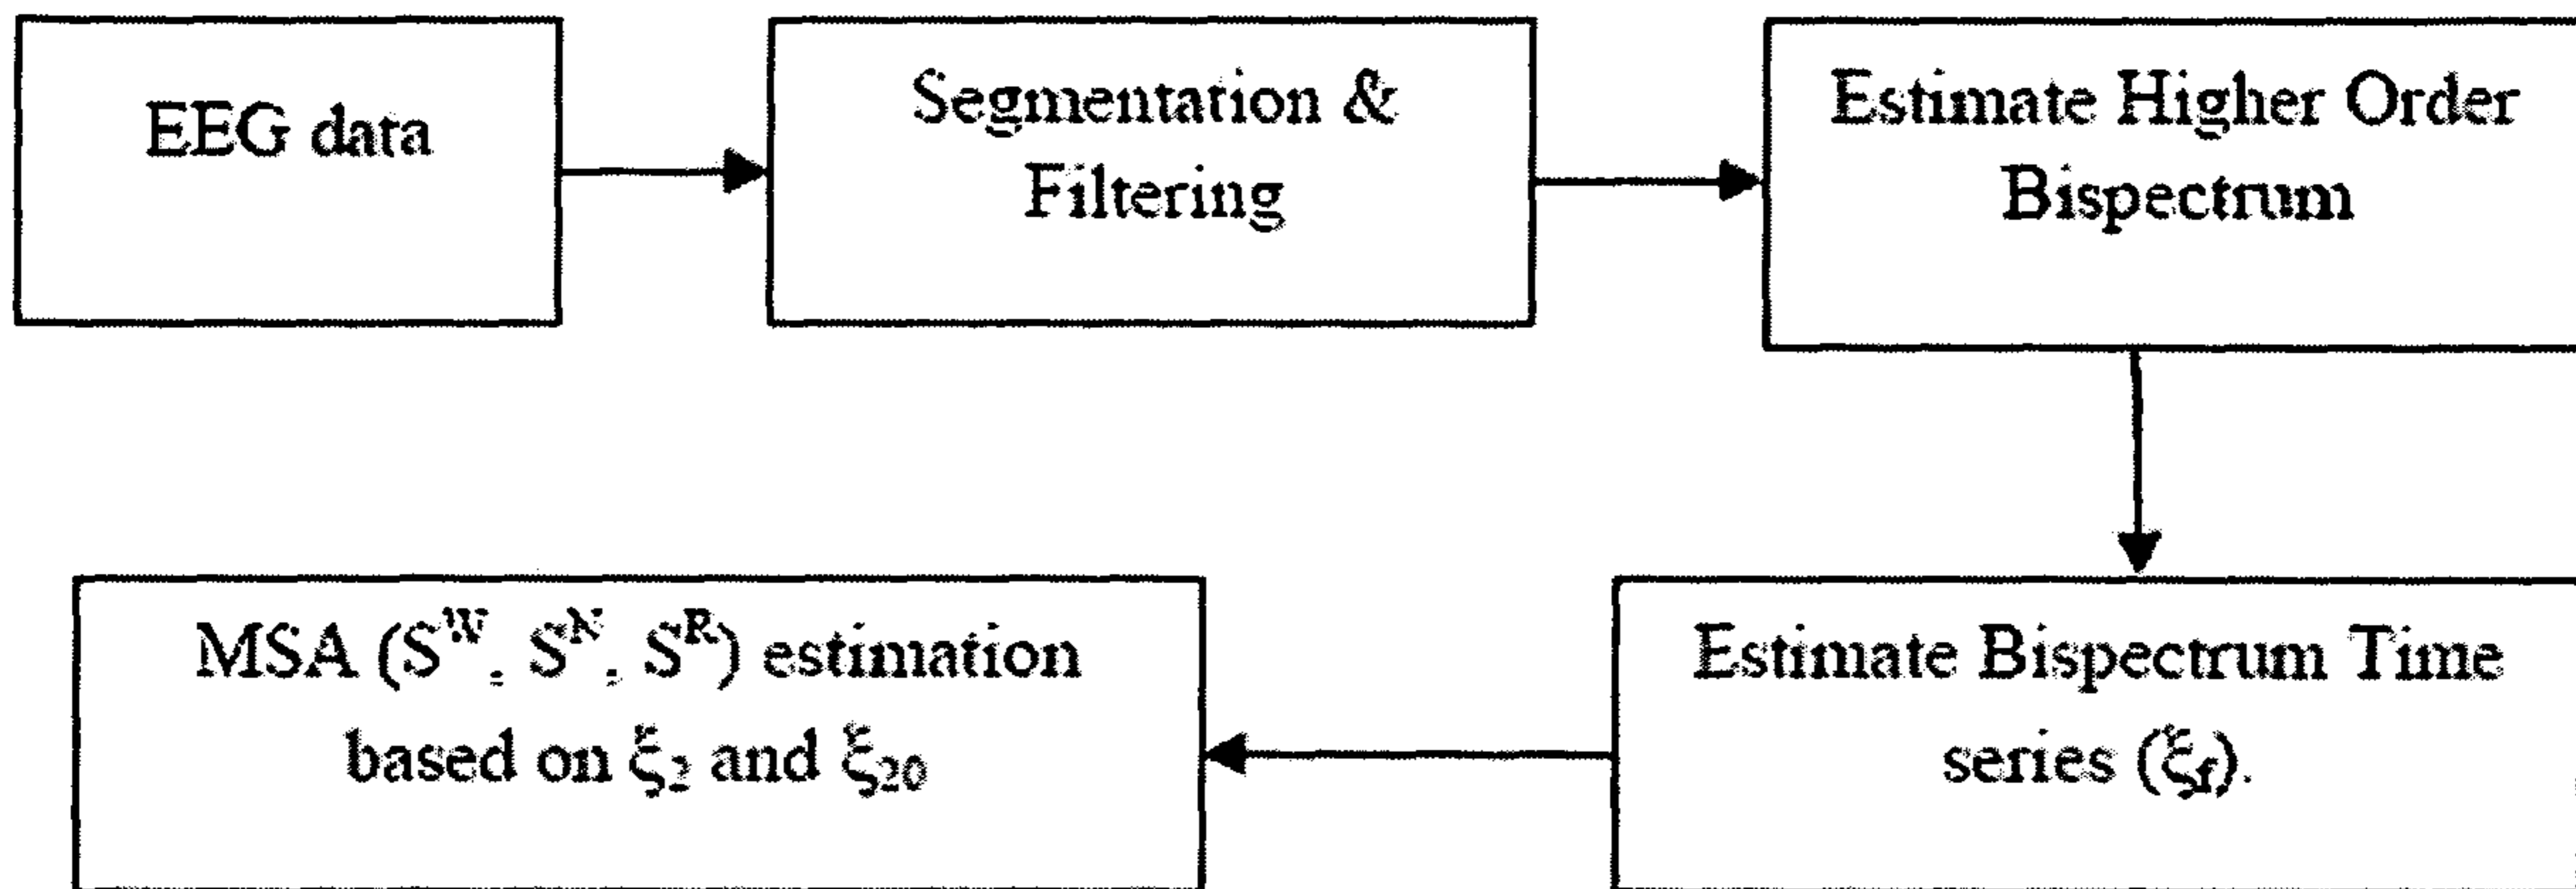 EEG data
Segmentation &
Filtering
Estimate Higher Order
Bispectrum
Estimate Bispectrum Time
series (ξf).
MSA (S^W, S^N, S^R) estimation
based on ξ₂ and ξ₂₀